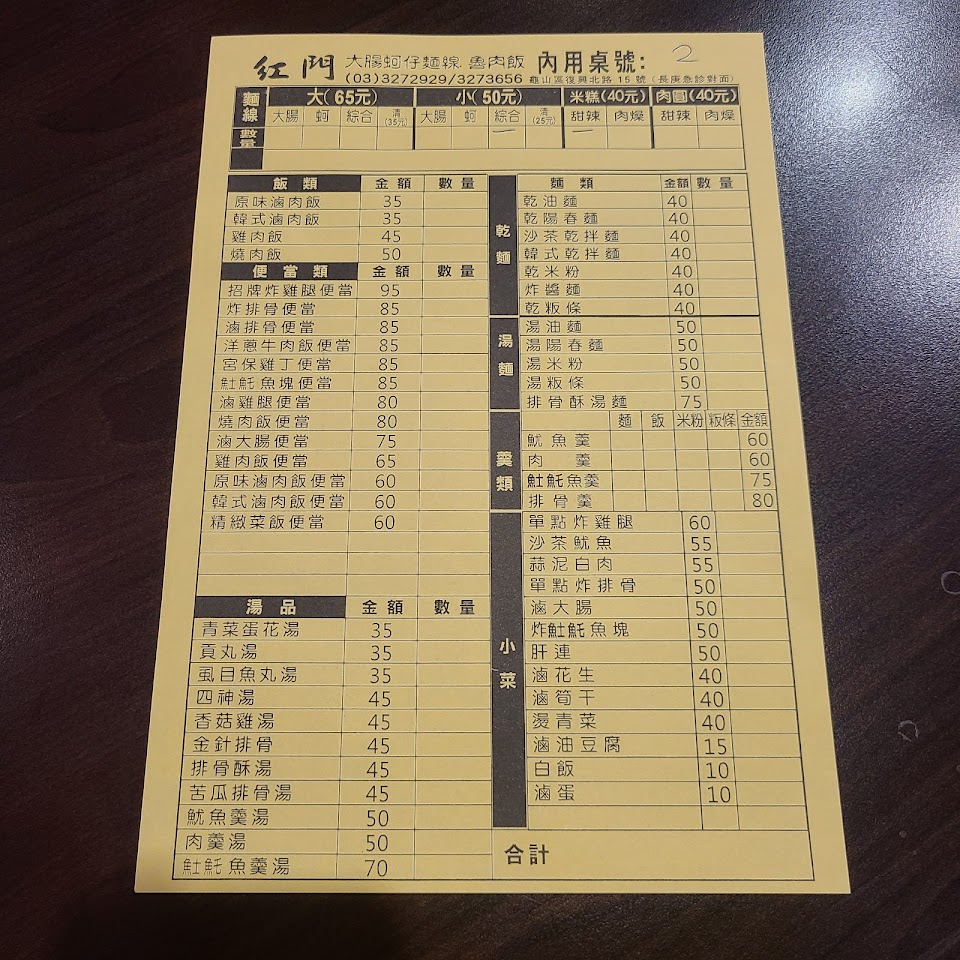 紅門 大腸蚵仔麵線. 魯肉飯 內用桌號: 2
(03)3272929/3273656 龜山區復興北路 15 號 (長庚急診對面)
麵線 大(65元) 小(50元) 米糕(40元) 肉圓(40元)
大腸 蚵 綜合 清(35元) 大腸 蚵 綜合 清(25元) 甜辣 肉燥 甜辣 肉燥
數量 一 一
飯類 金額 數量
原味滷肉飯 35
韓式滷肉飯 35
雞肉飯 45
燒肉飯 50
便當類 金額 數量
招牌炸雞腿便當 95
炸排骨便當 85
滷排骨便當 85
洋蔥牛肉飯便當 85
宮保雞丁便當 85
𩵚魠魚塊便當 85
滷雞腿便當 80
燒肉飯便當 80
滷大腸便當 75
雞肉飯便當 65
原味滷肉飯便當 60
韓式滷肉飯便當 60
精緻菜飯便當 60
湯品 金額 數量
青菜蛋花湯 35
貢丸湯 35
虱目魚丸湯 35
四神湯 45
香菇雞湯 45
金針排骨 45
排骨酥湯 45
苦瓜排骨湯 45
魷魚羹湯 50
肉羹湯 50
𩵚魠魚羹湯 70
麵類 金額 數量
乾麵
乾油麵 40
乾陽春麵 40
沙茶乾拌麵 40
韓式乾拌麵 40
乾米粉 40
炸醬麵 40
乾粄條 40
湯麵
湯油麵 50
湯陽春麵 50
湯米粉 50
湯粄條 50
排骨酥湯麵 75
羹類
麵 飯 米粉 粄條 金額
魷魚羹 60
肉羹 60
𩵚魠魚羹 75
排骨羹 80
小菜
單點炸雞腿 60
沙茶魷魚 55
蒜泥白肉 55
單點炸排骨 50
滷大腸 50
炸𩵚魠魚塊 50
肝連 50
滷花生 40
滷筍干 40
燙青菜 40
滷油豆腐 15
白飯 10
滷蛋 10
合計